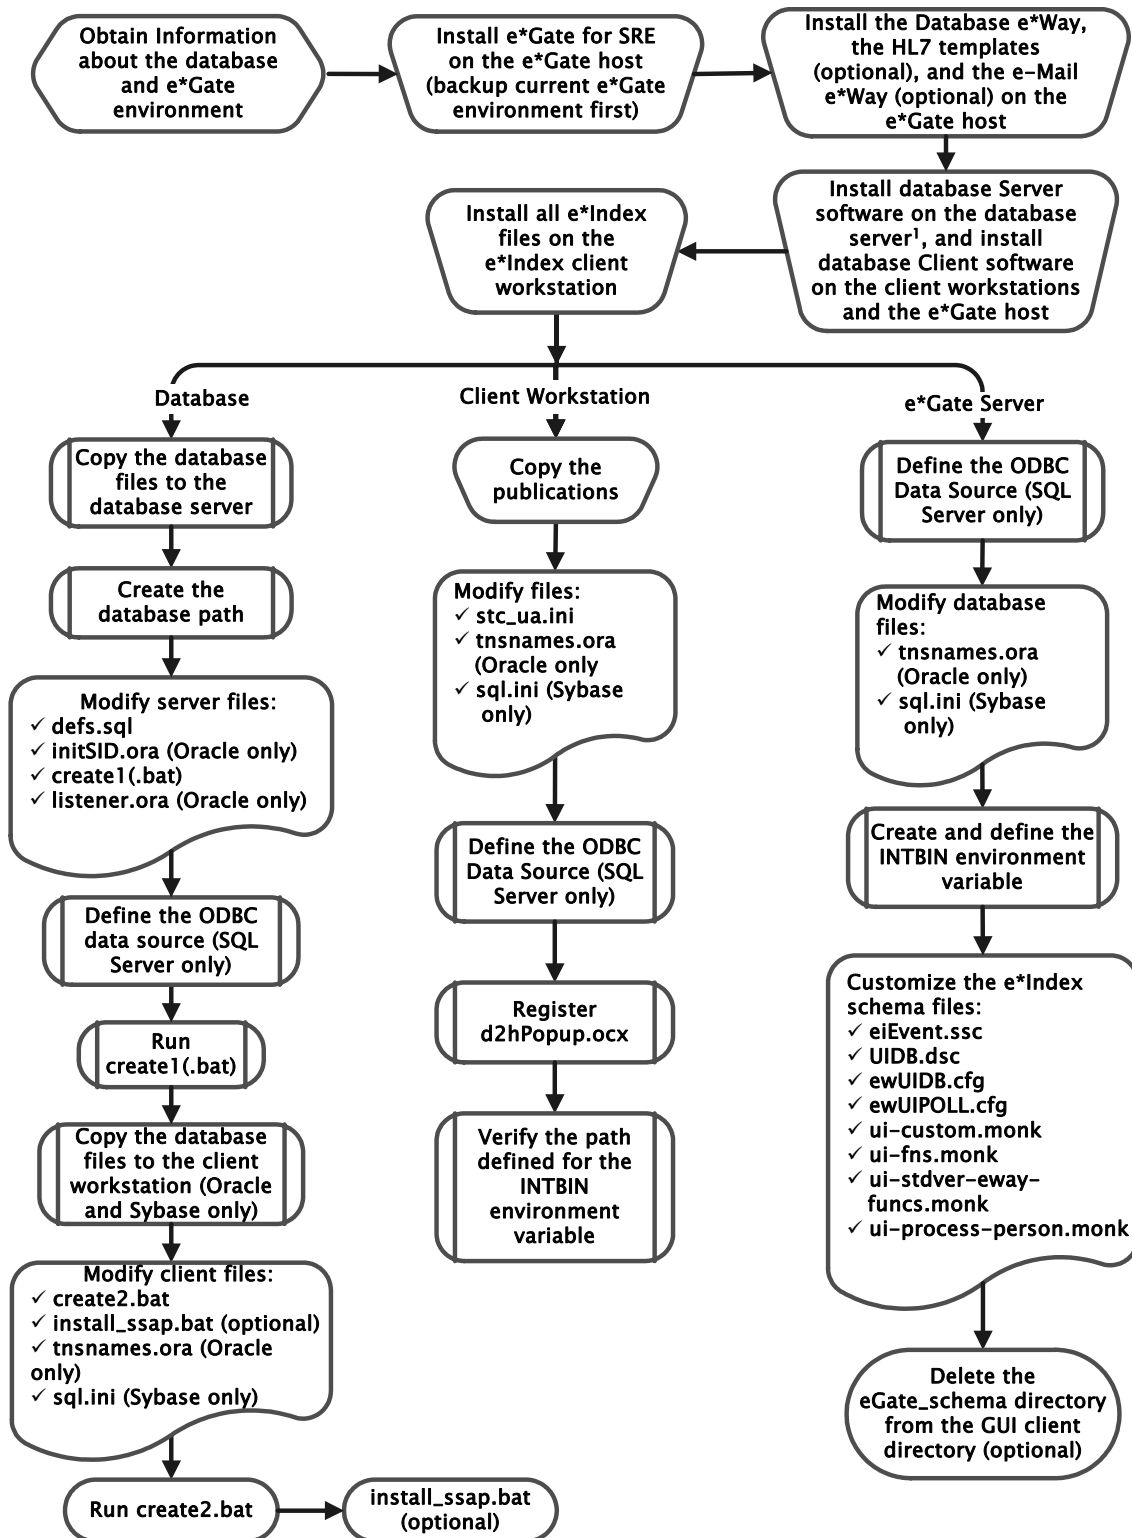 Obtain Information
about the database
and e*Gate
environment
Install e*Gate for SRE
on the e*Gate host
(backup current e*Gate
environment first)
Install the Database e*Way,
the HL7 templates
(optional), and the e-Mail
e*Way (optional) on the
e*Gate host
Install database Server
software on the database
server1, and install
database Client software
on the client workstations
and the e*Gate host
Install all e*Index
files on the
e*Index client
workstation
Database
Copy the database
files to the
database server
Create the
database path
Modify server files:
✓ defs.sql
✓ initSID.ora (Oracle only)
✓ create1(.bat)
✓ listener.ora (Oracle only)
Define the ODBC
data source (SQL
Server only)
Run
create1(.bat)
Copy the database
files to the client
workstation (Oracle
and Sybase only)
Modify client files:
✓ create2.bat
✓ install_ssap.bat (optional)
✓ tnsnames.ora (Oracle
only)
✓ sql.ini (Sybase only)
Run create2.bat
install_ssap.bat
(optional)
Client Workstation
Copy the
publications
Modify files:
✓ stc_ua.ini
✓ tnsnames.ora
(Oracle only
✓ sql.ini (Sybase
only)
Define the ODBC
Data Source (SQL
Server only)
Register
d2hPopup.ocx
Verify the path
defined for the
INTBIN
environment
variable
e*Gate Server
Define the ODBC
Data Source (SQL
Server only)
Modify database
files:
✓ tnsnames.ora
(Oracle only)
✓ sql.ini (Sybase
only)
Create and define the
INTBIN environment
variable
Customize the e*Index
schema files:
✓ eiEvent.ssc
✓ UIDB.dsc
✓ ewUIDB.cfg
✓ ewUIPOLL.cfg
✓ ui-custom.monk
✓ ui-fns.monk
✓ ui-stdver-eway-
funcs.monk
✓ ui-process-person.monk
Delete the
eGate_schema directory
from the GUI client
directory (optional)